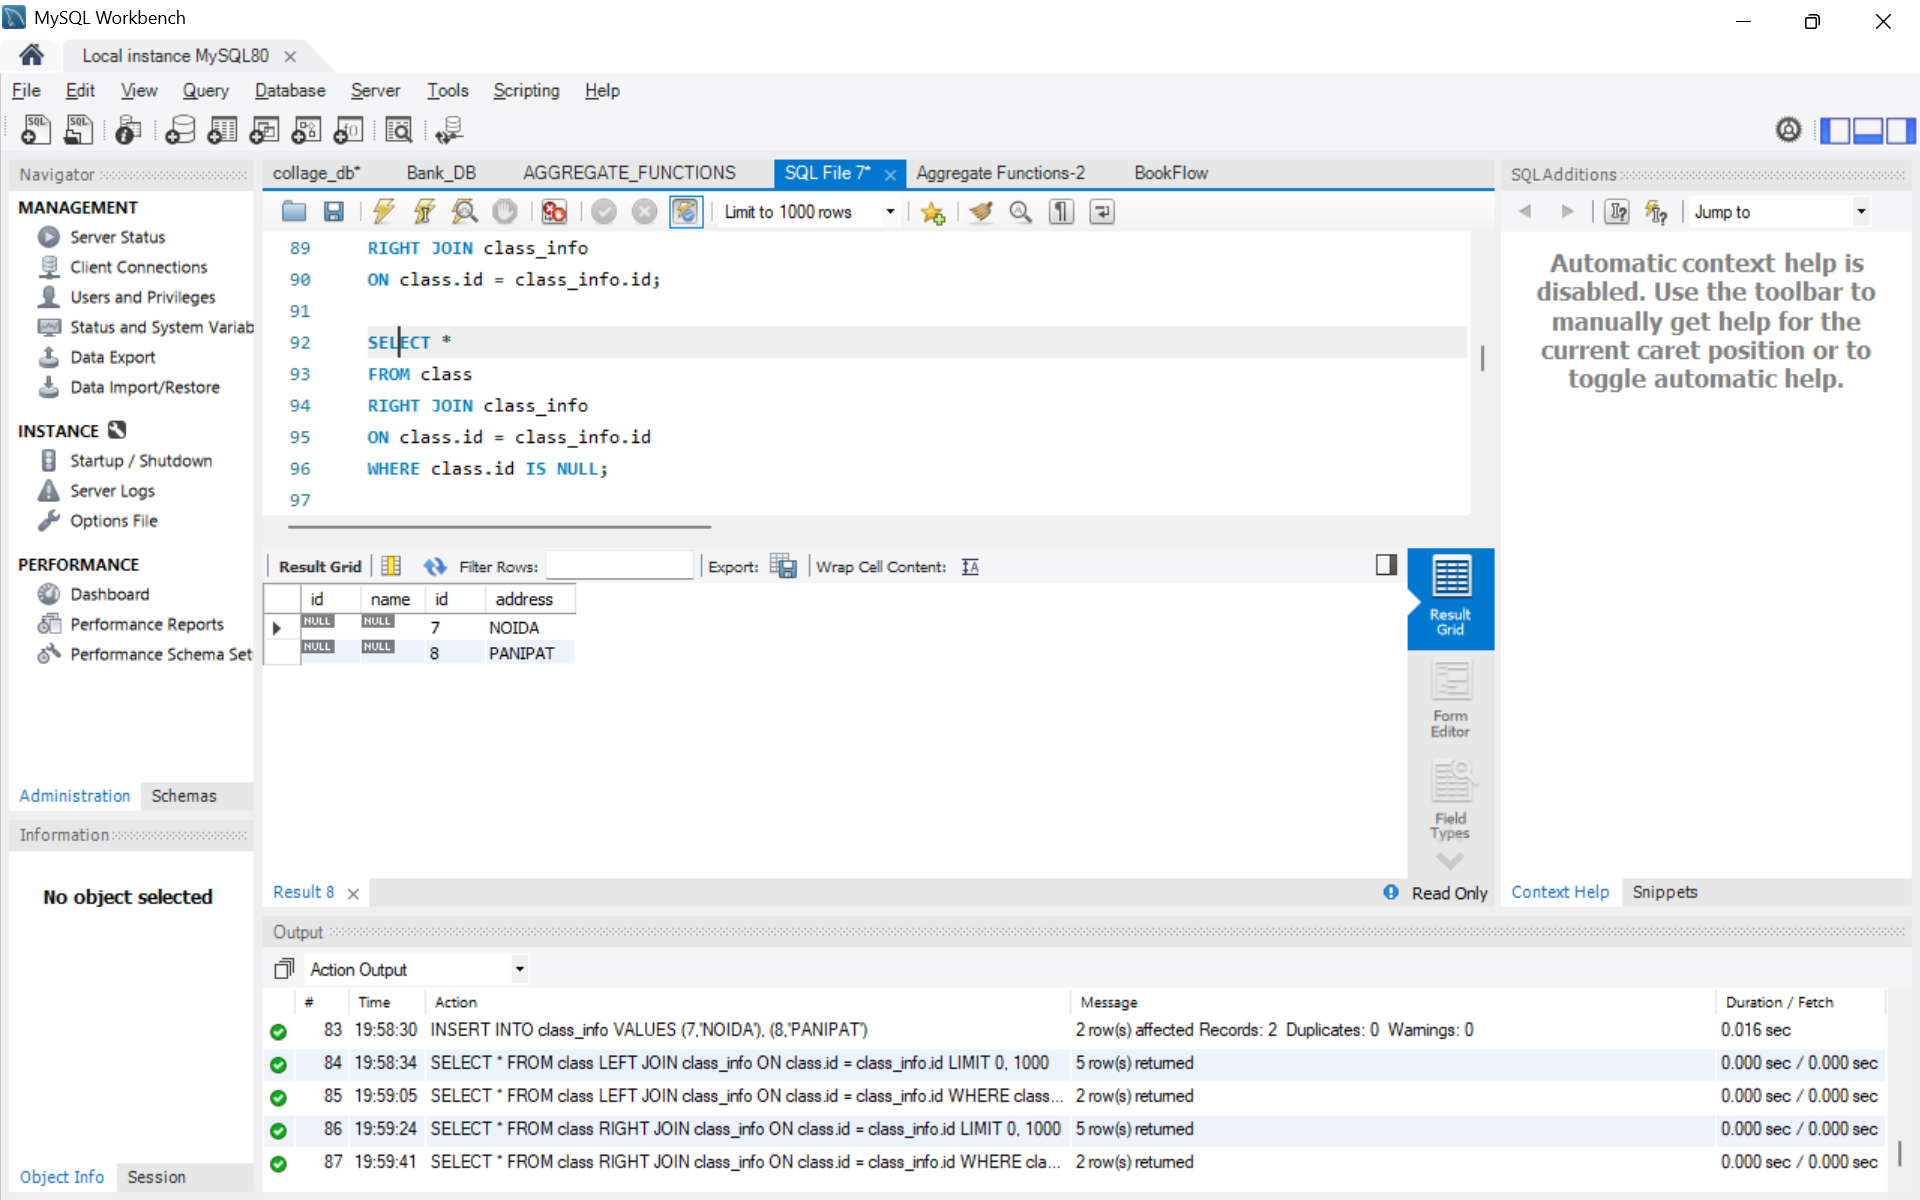 MySQL Workbench
Local instance MySQL80
File Edit View Query Database Server Tools Scripting Help
Navigator
MANAGEMENT
Server Status
Client Connections
Users and Privileges
Status and System Variab
Data Export
Data Import/Restore
INSTANCE
Startup / Shutdown
Server Logs
Options File
PERFORMANCE
Dashboard
Performance Reports
Performance Schema Set
Administration Schemas
Information
No object selected
Object Info Session
collage_db* Bank_DB AGGREGATE_FUNCTIONS SQL File 7* Aggregate Functions-2 BookFlow
Limit to 1000 rows
89 RIGHT JOIN class_info
90 ON class.id = class_info.id;
91
92 SELECT *
93 FROM class
94 RIGHT JOIN class_info
95 ON class.id = class_info.id
96 WHERE class.id IS NULL;
97
Result Grid Filter Rows: Export: Wrap Cell Content:
id name id address
NULL NULL 7 NOIDA
NULL NULL 8 PANIPAT
Result Grid
Form Editor
Field Types
Result 8 Read Only
SQLAdditions
Jump to
Automatic context help is
disabled. Use the toolbar to
manually get help for the
current caret position or to
toggle automatic help.
Context Help Snippets
Output
Action Output
# Time Action Message Duration / Fetch
83 19:58:30 INSERT INTO class_info VALUES (7,'NOIDA'), (8,'PANIPAT') 2 row(s) affected Records: 2 Duplicates: 0 Warnings: 0 0.016 sec
84 19:58:34 SELECT * FROM class LEFT JOIN class_info ON class.id = class_info.id LIMIT 0, 1000 5 row(s) returned 0.000 sec / 0.000 sec
85 19:59:05 SELECT * FROM class LEFT JOIN class_info ON class.id = class_info.id WHERE class... 2 row(s) returned 0.000 sec / 0.000 sec
86 19:59:24 SELECT * FROM class RIGHT JOIN class_info ON class.id = class_info.id LIMIT 0, 1000 5 row(s) returned 0.000 sec / 0.000 sec
87 19:59:41 SELECT * FROM class RIGHT JOIN class_info ON class.id = class_info.id WHERE cla... 2 row(s) returned 0.000 sec / 0.000 sec